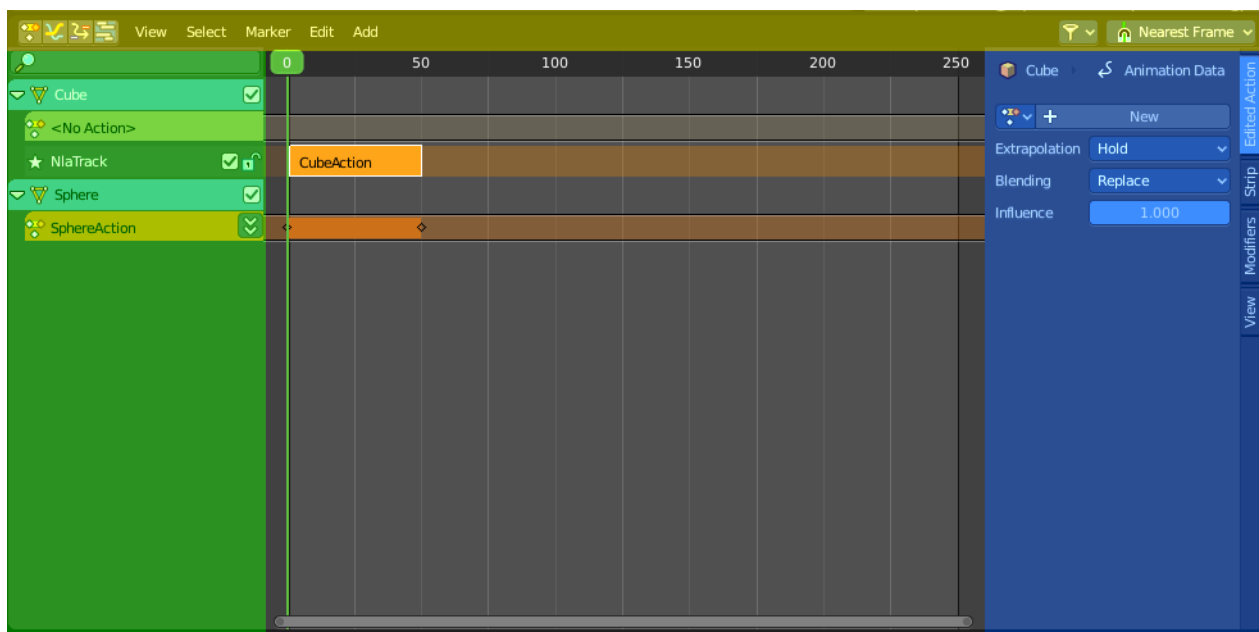 View Select Marker Edit Add Nearest Frame
0 50 100 150 200 250
Cube Animation Data
Cube
<No Action>
New
NlaTrack
CubeAction
Extrapolation Hold
Blending Replace
Sphere
Influence 1.000
SphereAction
Edited Action
Strip
Modifiers
View